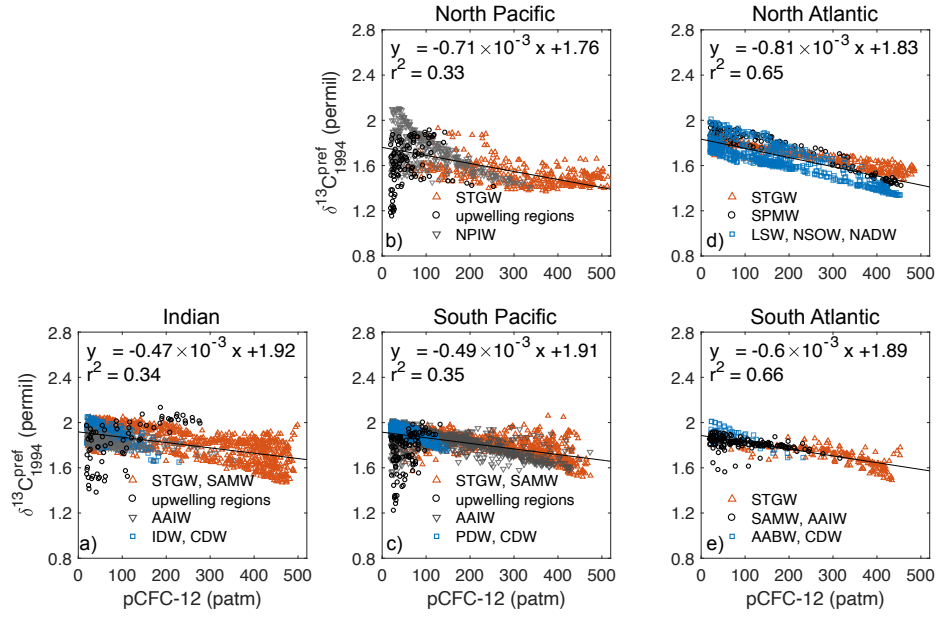 North Pacific
y = -0.71×10⁻³ x +1.76
r² = 0.33
δ¹³C^pref_1994 (permil)
2.8
2.4
2
1.6
1.2
0.8
STGW
upwelling regions
NPIW
b)
0 100 200 300 400 500
North Atlantic
y = -0.81×10⁻³ x +1.83
r² = 0.65
δ¹³C^pref_1994 (permil)
2.8
2.4
2
1.6
1.2
0.8
STGW
SPMW
LSW, NSOW, NADW
d)
0 100 200 300 400 500
Indian
y = -0.47×10⁻³ x +1.92
r² = 0.34
δ¹³C^pref_1994 (permil)
2.8
2.4
2
1.6
1.2
0.8
STGW, SAMW
upwelling regions
AAIW
IDW, CDW
a)
0 100 200 300 400 500
pCFC-12 (patm)
South Pacific
y = -0.49×10⁻³ x +1.91
r² = 0.35
2.8
2.4
2
1.6
1.2
0.8
STGW, SAMW
upwelling regions
AAIW
PDW, CDW
c)
0 100 200 300 400 500
pCFC-12 (patm)
South Atlantic
y = -0.6×10⁻³ x +1.89
r² = 0.66
2.8
2.4
2
1.6
1.2
0.8
STGW
SAMW, AAIW
AABW, CDW
e)
0 100 200 300 400 500
pCFC-12 (patm)